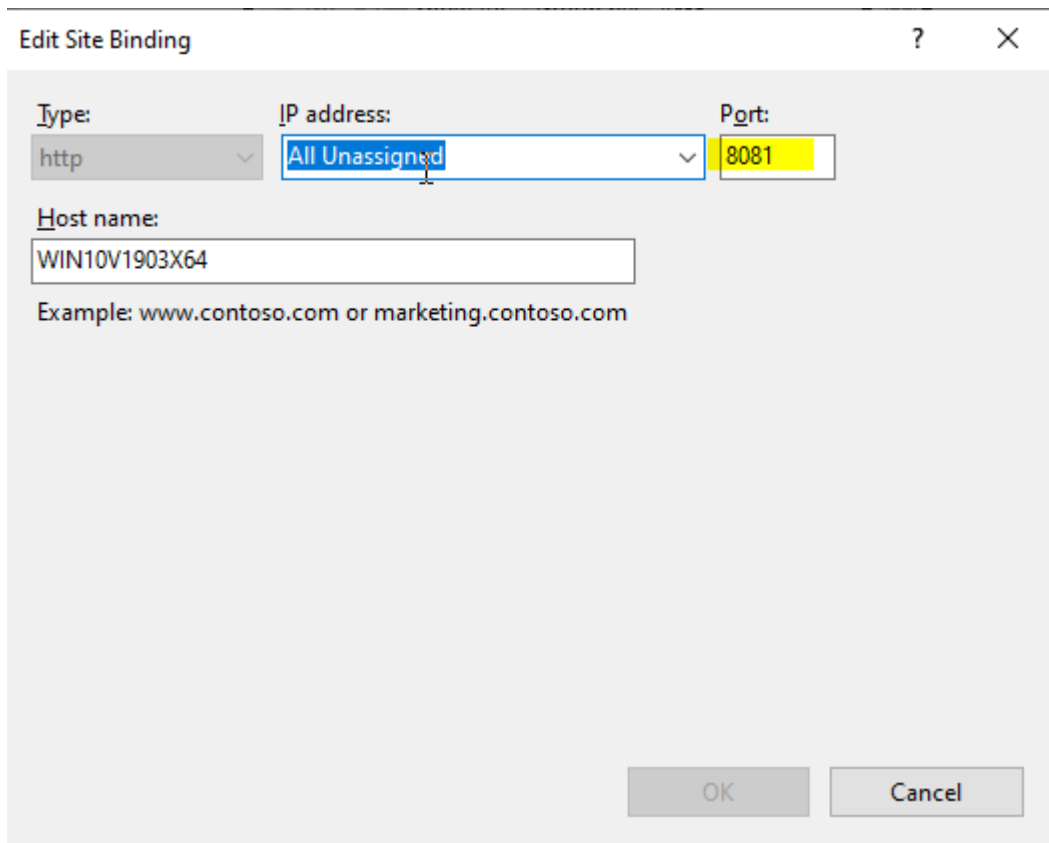 Edit Site Binding ?
Type: IP address: Port:
http All Unassigned 8081
Host name:
WIN10V1903X64
Example: www.contoso.com or marketing.contoso.com
OK Cancel